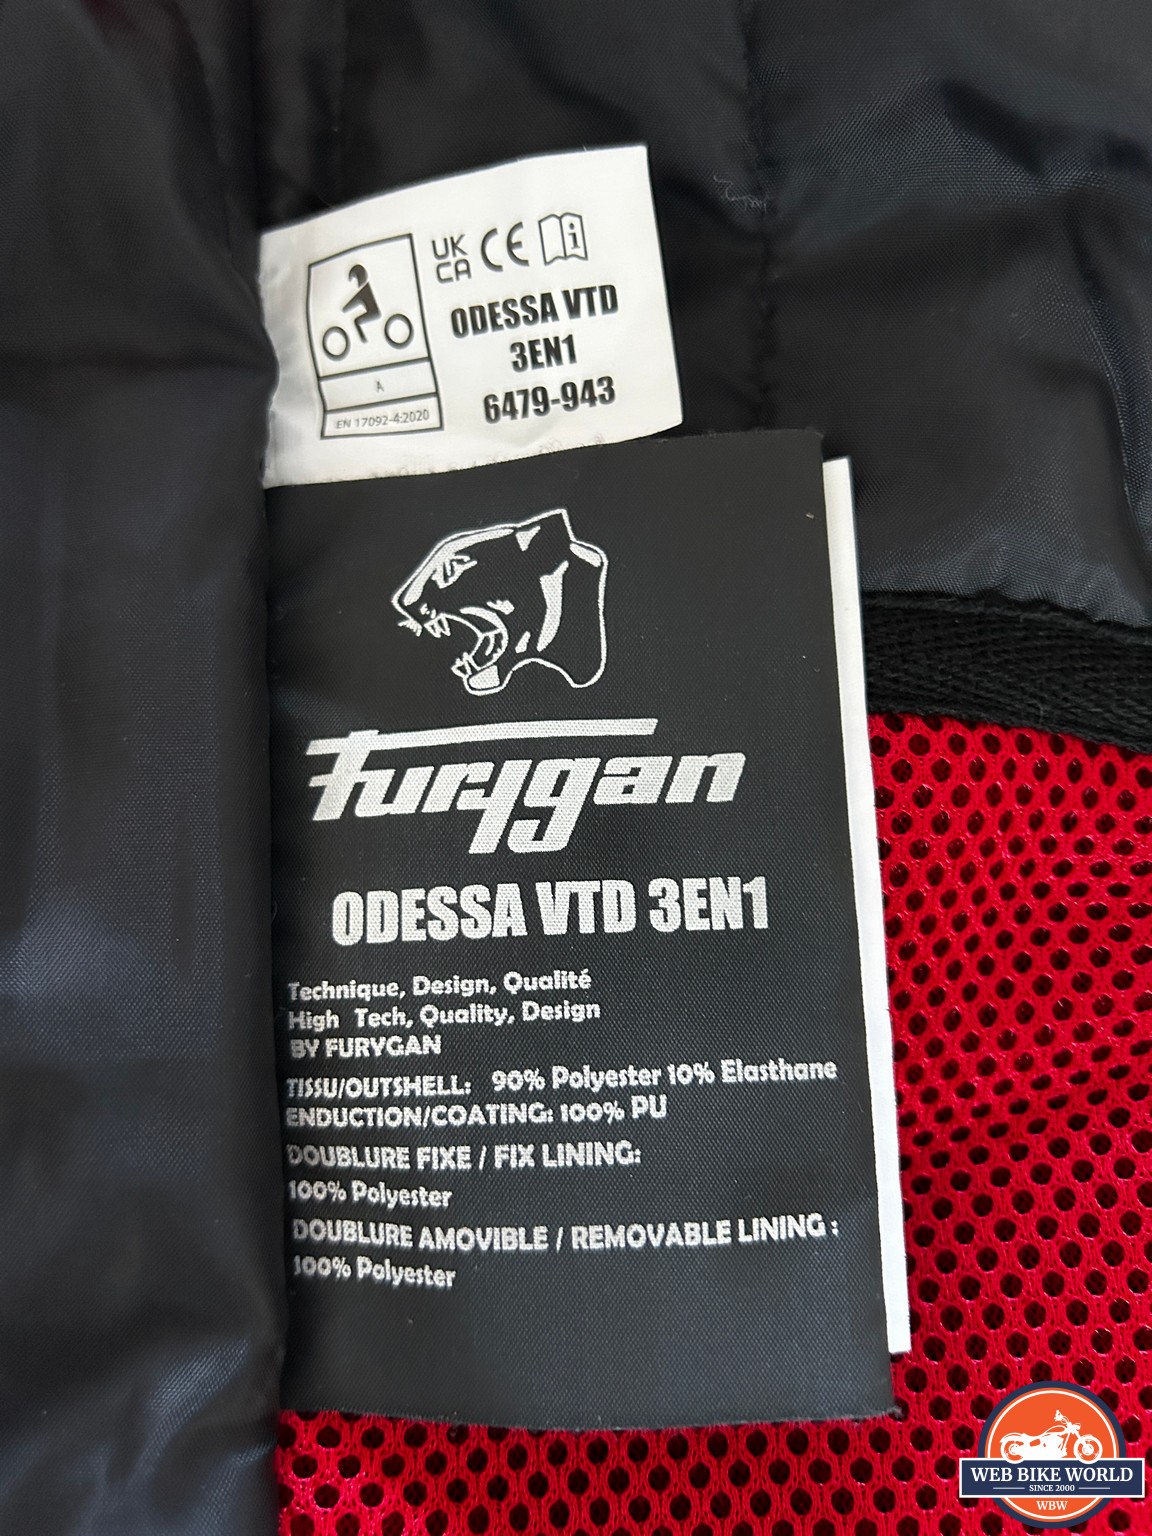 UK
CA CE i
ODESSA VTD
3EN1
6479-943
A
EN 17092-4:2020
Furygan
ODESSA VTD 3EN1
Technique, Design, Qualité
High Tech, Quality, Design
BY FURYGAN
TISSU/OUTSHELL: 90% Polyester 10% Elasthane
ENDUCTION/COATING: 100% PU
DOUBLURE FIXE / FIX LINING:
100% Polyester
DOUBLURE AMOVIBLE / REMOVABLE LINING :
100% Polyester
WEB BIKE WORLD
SINCE 2000
WBW